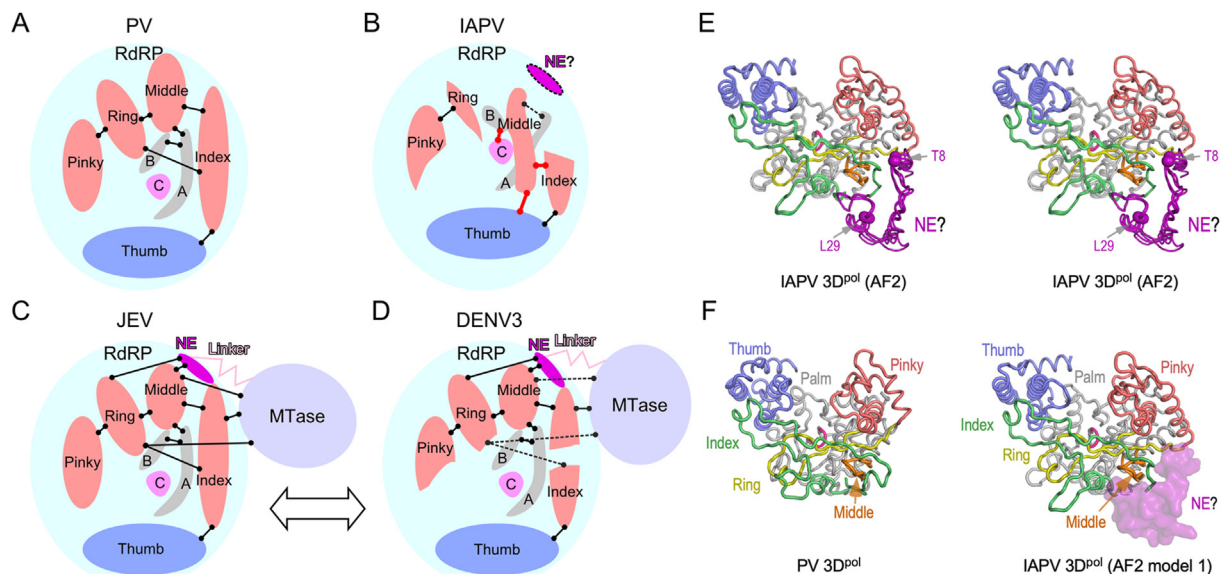 A
PV
RdRP
Middle
Ring
Pinky
Index
B
C
A
Thumb
B
IAPV
RdRP
NE?
Ring
B
Middle
C
A
Index
Thumb
C
JEV
NE
RdRP
Linker
Middle
MTase
Ring
Pinky
B
C
A
Index
Thumb
D
DENV3
NE
RdRP
Linker
Middle
MTase
Ring
Pinky
B
C
A
Index
Thumb
E
T8
L29
NE?
IAPV 3Dpol (AF2)
T8
L29
NE?
IAPV 3Dpol (AF2)
F
Thumb
Palm
Pinky
Index
Ring
Middle
PV 3Dpol
Thumb
Palm
Pinky
Index
Ring
Middle
NE?
IAPV 3Dpol (AF2 model 1)